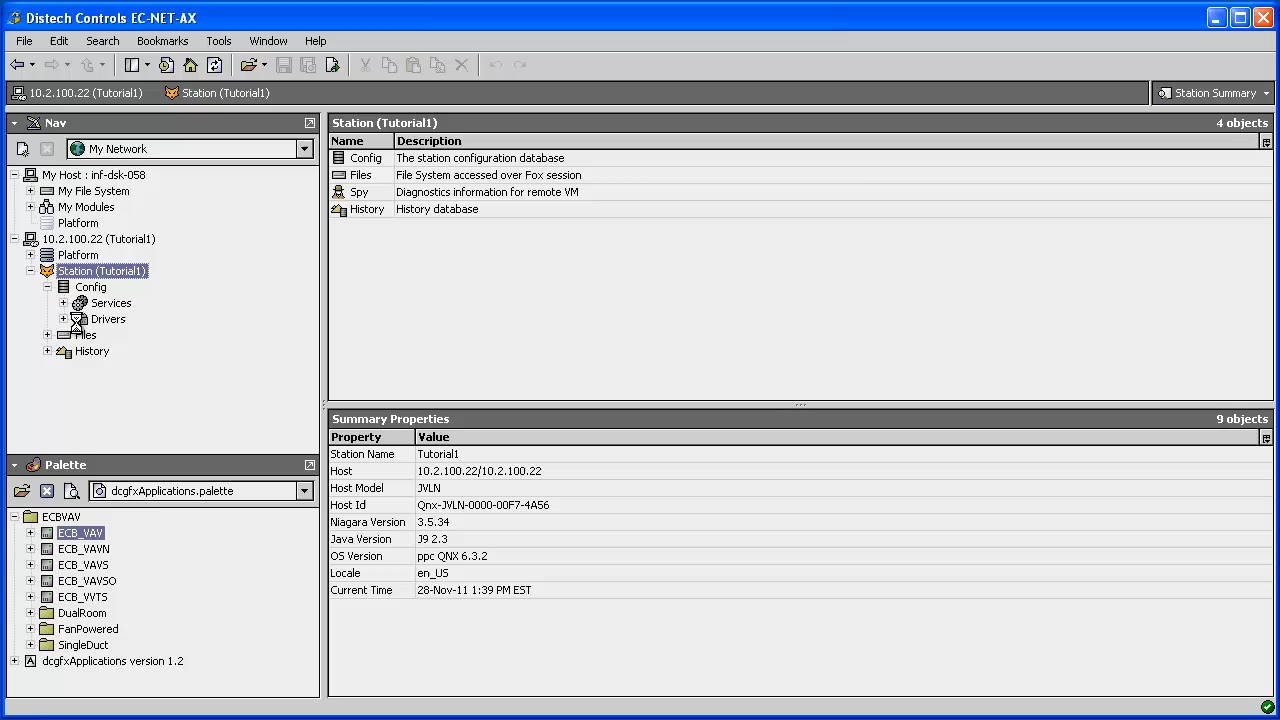 Distech Controls EC-NET-AX
File Edit Search Bookmarks Tools Window Help
10.2.100.22 (Tutorial1) Station (Tutorial1) Station Summary
Nav
My Network
My Host : inf-dsk-058
My File System
My Modules
Platform
10.2.100.22 (Tutorial1)
Platform
Station (Tutorial1)
Config
Services
Drivers
Files
History
Palette
dcgfxApplications.palette
ECBVAV
ECB_VAV
ECB_VAVN
ECB_VAVS
ECB_VAVSO
ECB_VVTS
DualRoom
FanPowered
SingleDuct
A dcgfxApplications version 1.2
Station (Tutorial1) 4 objects
Name Description
Config The station configuration database
Files File System accessed over Fox session
Spy Diagnostics information for remote VM
History History database
Summary Properties 9 objects
Property Value
Station Name Tutorial1
Host 10.2.100.22/10.2.100.22
Host Model JVLN
Host Id Qnx-JVLN-0000-00F7-4A56
Niagara Version 3.5.34
Java Version J9 2.3
OS Version ppc QNX 6.3.2
Locale en_US
Current Time 28-Nov-11 1:39 PM EST